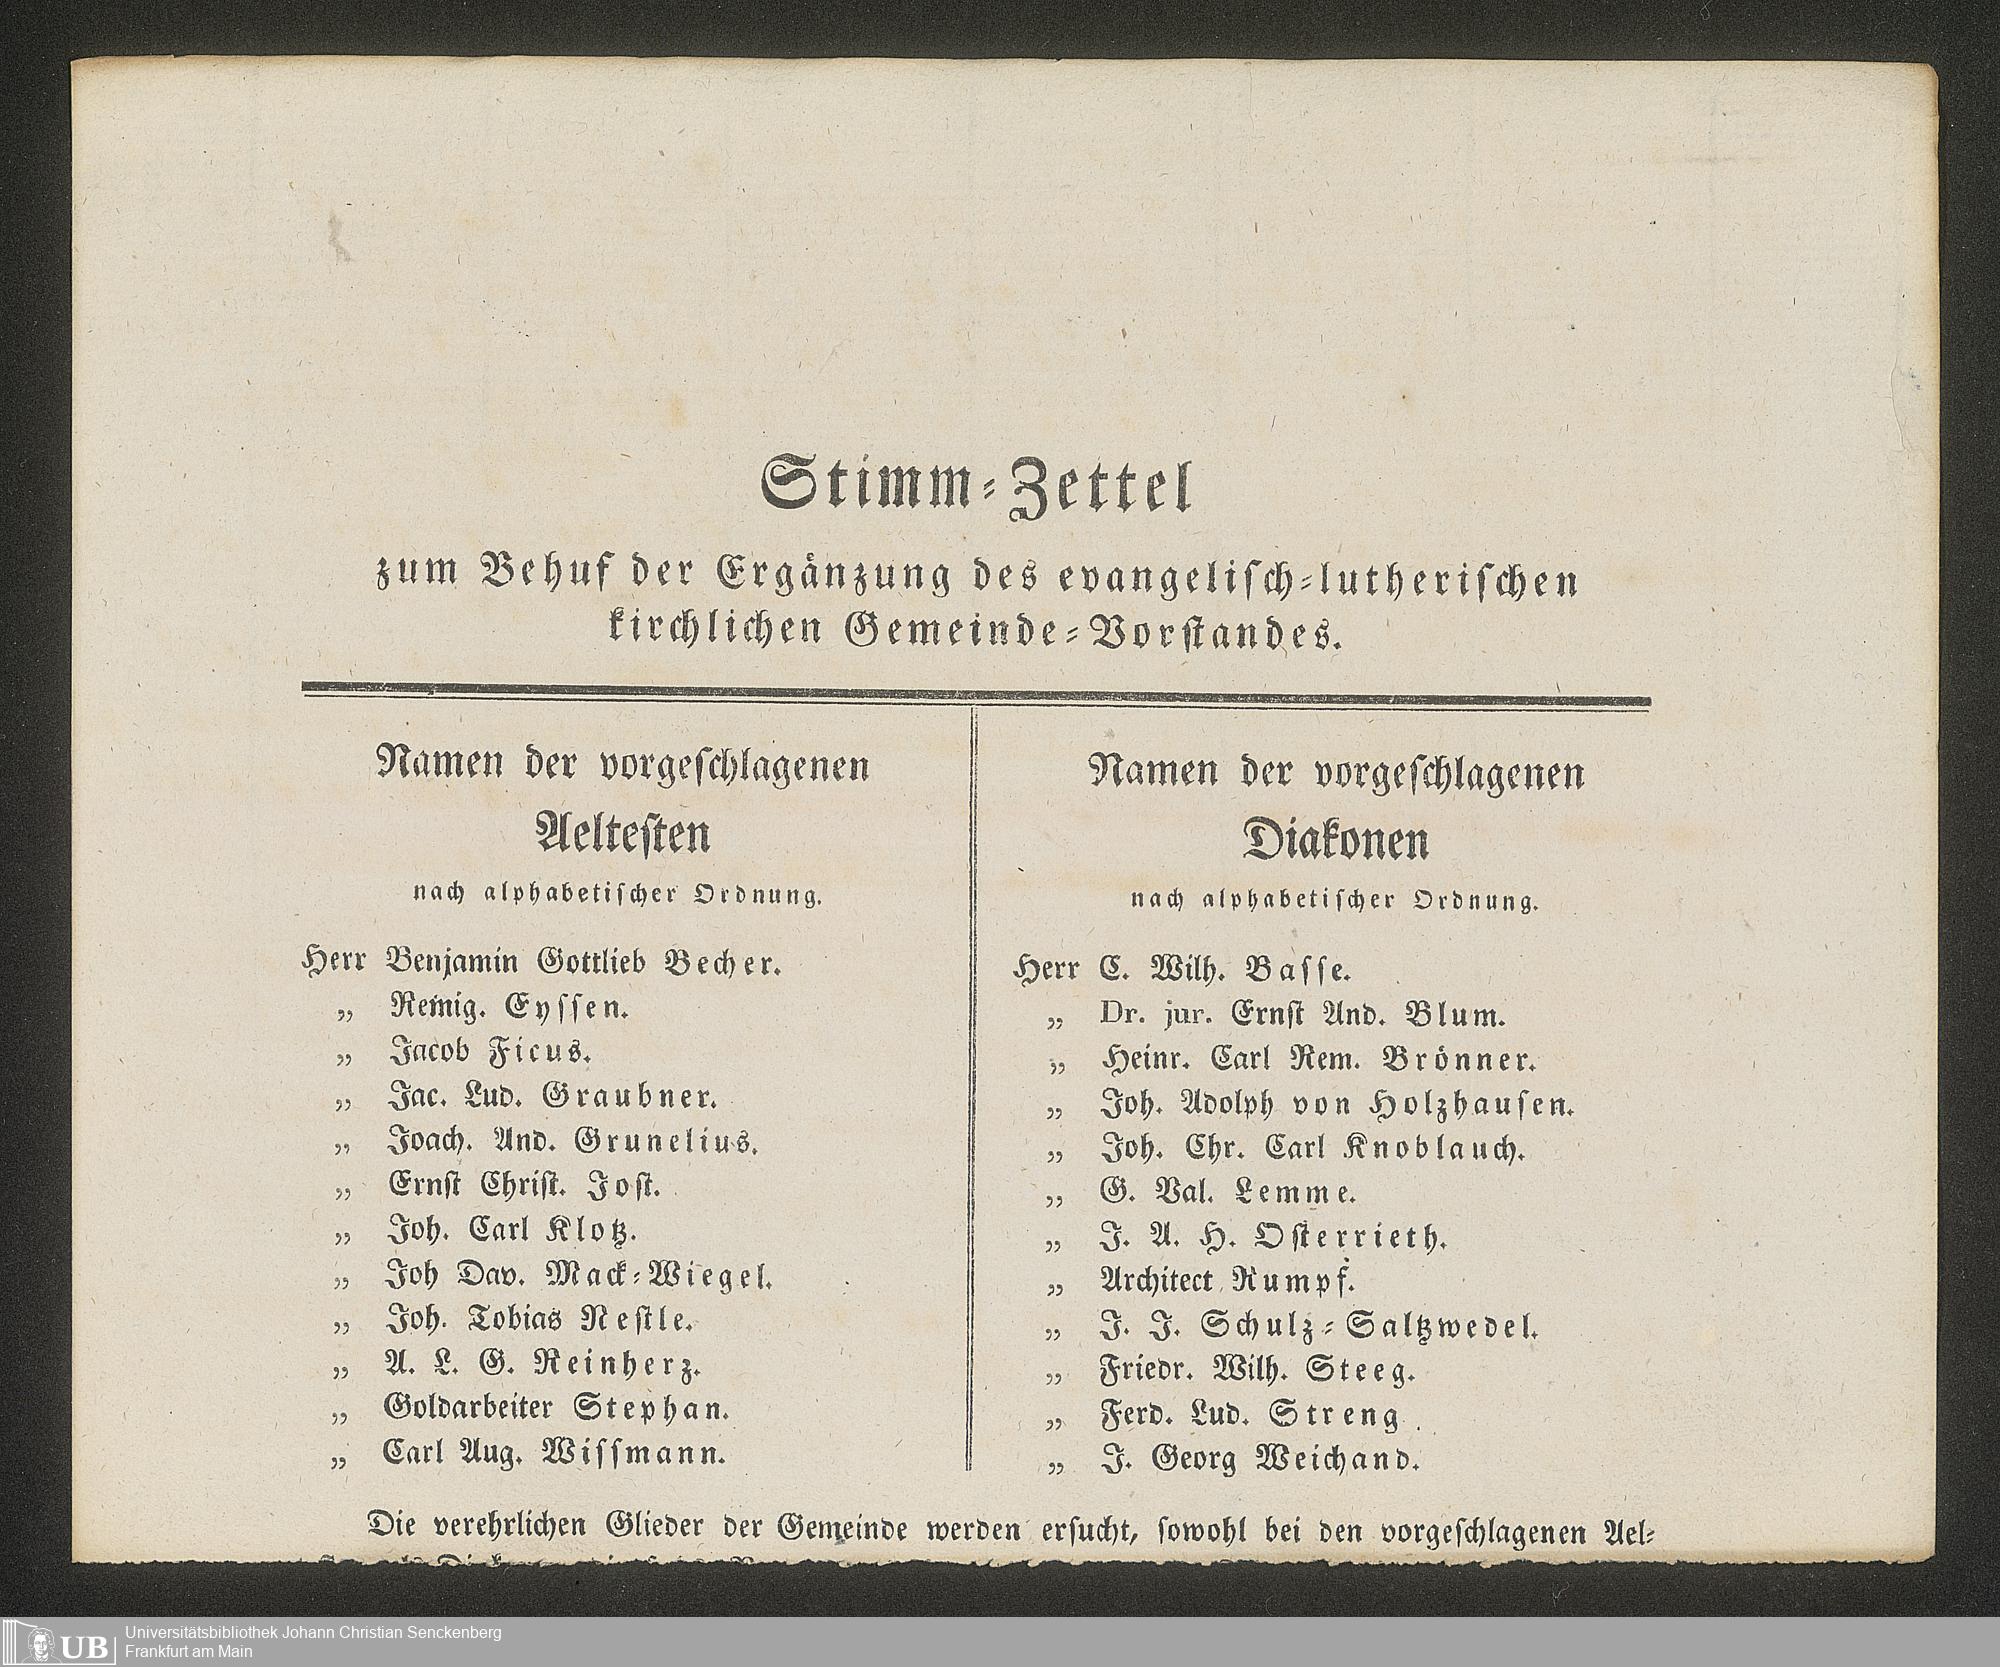 Stimm-Zettel
zum Behuf der Ergänzung des evangelisch-lutherischen
kirchlichen Gemeinde-Vorstandes.
Namen der vorgeschlagenen
Aeltesten
nach alphabetischer Ordnung.
Herr Benjamin Gottlieb Becher.
„ Remig. Eyssen.
„ Jacob Ficus.
„ Jac. Lud. Graubner.
„ Joach. And. Grunelius.
„ Ernst Christ. Jost.
„ Joh. Carl Klotz.
„ Joh Dav. Mack-Wiegel.
„ Joh. Tobias Nestle.
„ A. L. G. Reinherz.
„ Goldarbeiter Stephan.
„ Carl Aug. Wissmann.
Namen der vorgeschlagenen
Diakonen
nach alphabetischer Ordnung.
Herr C. Wilh. Basse.
„ Dr. jur. Ernst And. Blum.
„ Heinr. Carl Rem. Brönner.
„ Joh. Adolph von Holzhausen.
„ Joh. Chr. Carl Knoblauch.
„ G. Val. Lemme.
„ J. A. H. Osterrieth.
„ Architect Rumpf.
„ J. J. Schulz-Saltzwedel.
„ Friedr. Wilh. Steeg.
„ Ferd. Lud. Streng.
„ J. Georg Weichand.
Die verehrlichen Glieder der Gemeinde werden ersucht, sowohl bei den vorgeschlagenen Ael-
UB
Universitätsbibliothek Johann Christian Senckenberg
Frankfurt am Main